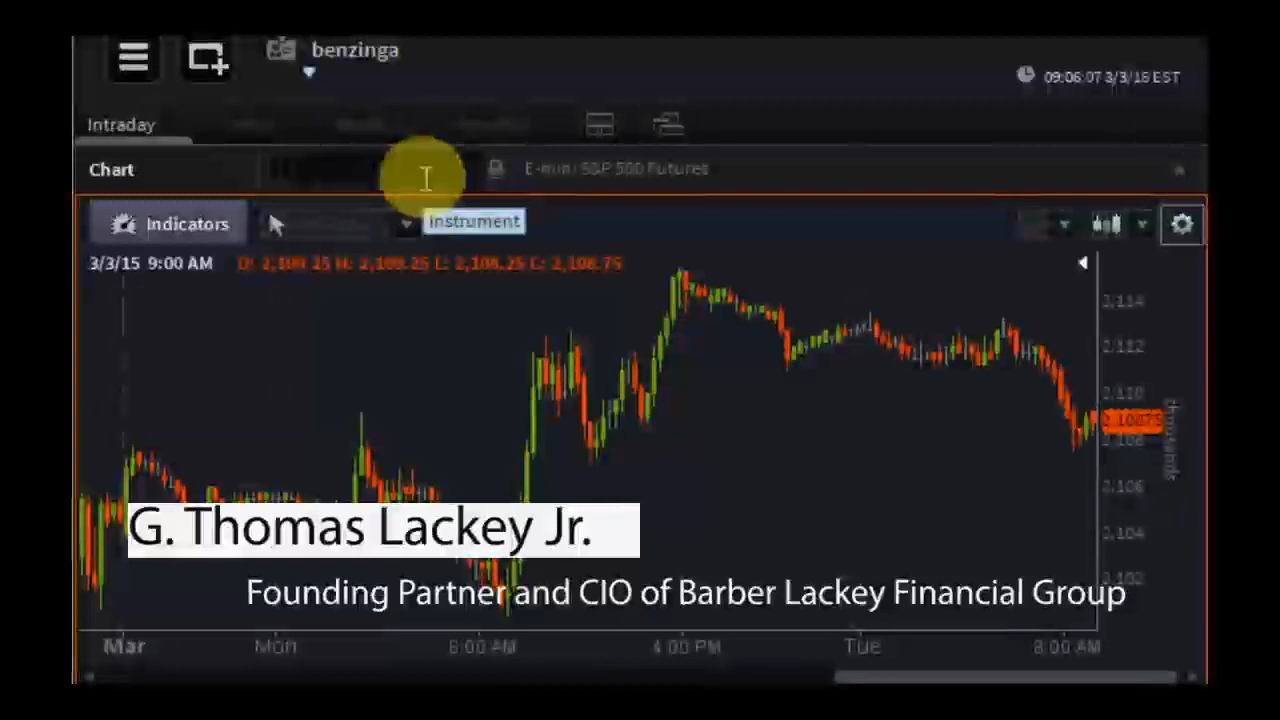 benzinga
09:06:07 3/3/15 EST
Intraday
Chart
E-mini S&P 500 Futures
Indicators
Instrument
3/3/15 9:00 AM O: 2,109.25 H: 2,109.25 L: 2,108.25 C: 2,108.75
2,114
2,112
2,110
2,10875
2,108
thousands
2,106
G. Thomas Lackey Jr.
2,104
Founding Partner and CIO of Barber Lackey Financial Group
2,102
Mar Mon 8:00 AM 4:00 PM Tue 8:00 AM